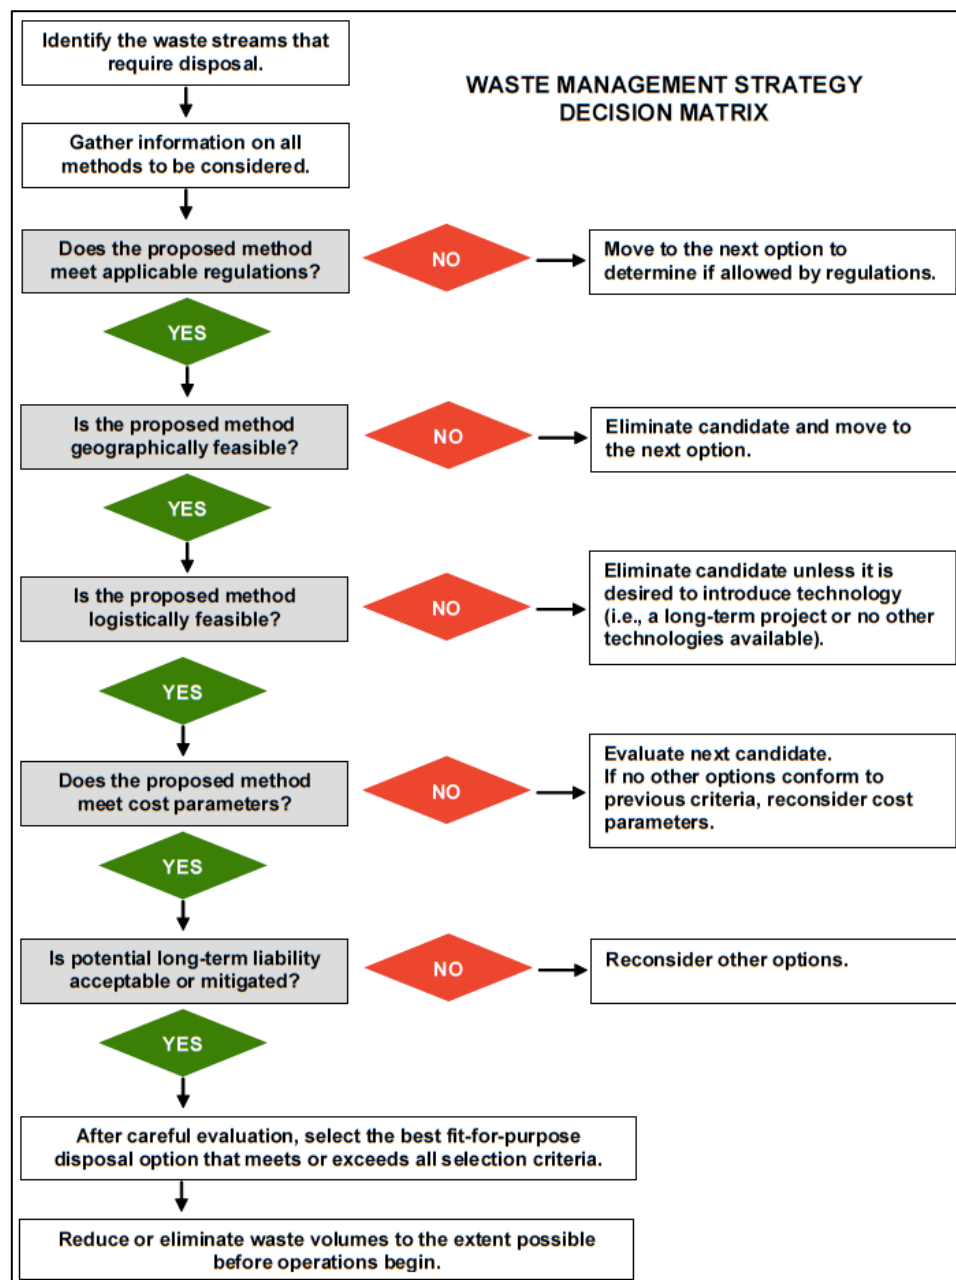 Identify the waste streams that
require disposal.
WASTE MANAGEMENT STRATEGY
DECISION MATRIX
Gather information on all
methods to be considered.
Does the proposed method
meet applicable regulations?
NO
Move to the next option to
determine if allowed by regulations.
YES
Is the proposed method
geographically feasible?
NO
Eliminate candidate and move to
the next option.
YES
Is the proposed method
logistically feasible?
NO
Eliminate candidate unless it is
desired to introduce technology
(i.e., a long-term project or no other
technologies available).
YES
Does the proposed method
meet cost parameters?
NO
Evaluate next candidate.
If no other options conform to
previous criteria, reconsider cost
parameters.
YES
Is potential long-term liability
acceptable or mitigated?
NO
Reconsider other options.
YES
After careful evaluation, select the best fit-for-purpose
disposal option that meets or exceeds all selection criteria.
Reduce or eliminate waste volumes to the extent possible
before operations begin.